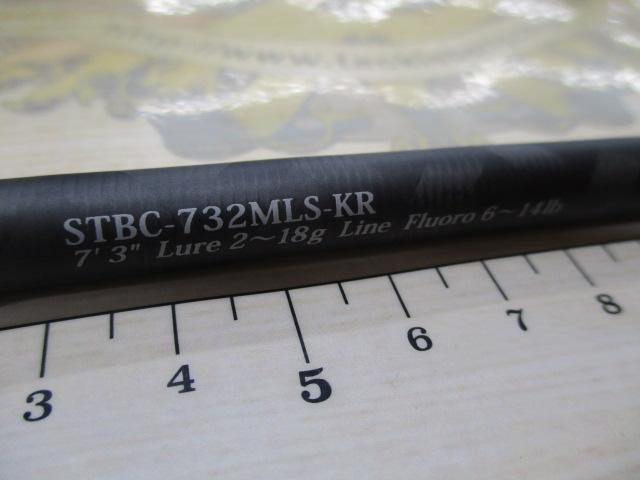 STBC-732MLS-KR
7' 3" Lure 2~18g Line Fluoro 6~14lb
3 4 5 6 7 8